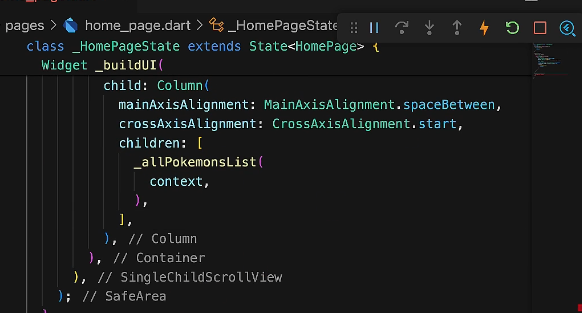 pages > home_page.dart > _HomePageState
class _HomePageState extends State<HomePage> {
Widget _buildUI(
child: Column(
mainAxisAlignment: MainAxisAlignment.spaceBetween,
crossAxisAlignment: CrossAxisAlignment.start,
children: [
_allPokemonsList(
context,
),
],
), // Column
), // Container
), // SingleChildScrollView
); // SafeArea